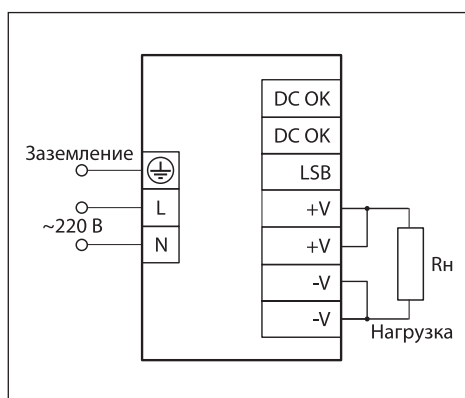 DC OK
DC OK
Заземление
LSB
L
+V
~220 В
N
+V
Rн
-V
-V
Нагрузка